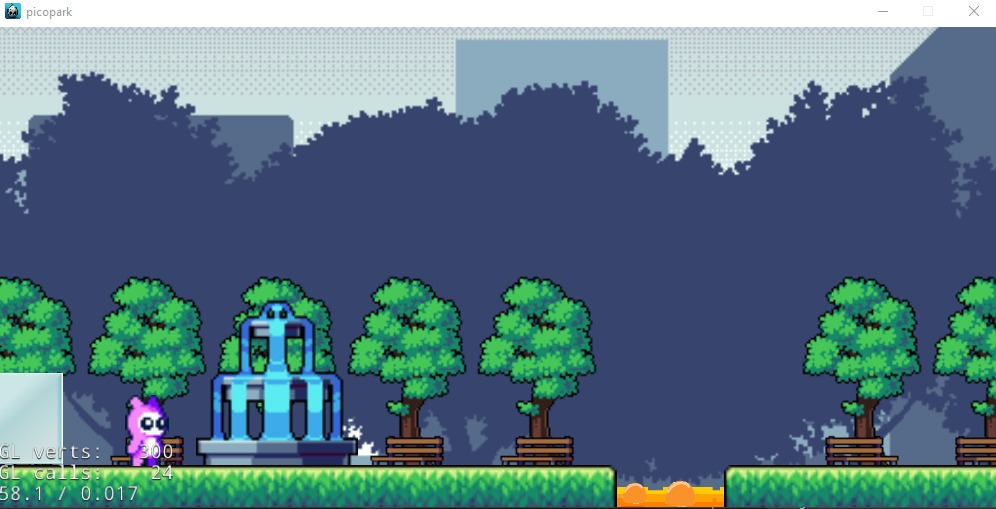 picopark
GL verts: 300
GL calls: 24
58.1 / 0.017